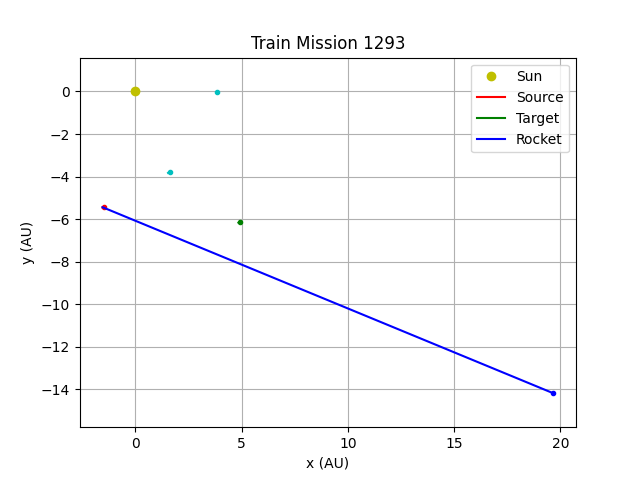 Train Mission 1293
Sun
Source
Target
Rocket
0
−2
−4
−6
−8
−10
−12
−14
y (AU)
0
5
10
15
20
x (AU)